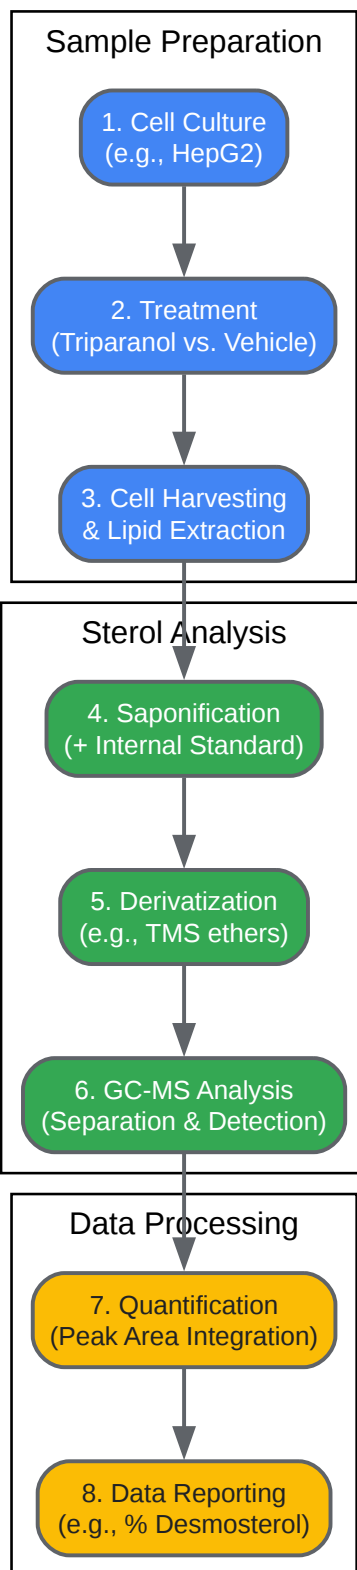 Sample Preparation
1. Cell Culture
(e.g., HepG2)
2. Treatment
(Triparanol vs. Vehicle)
3. Cell Harvesting
& Lipid Extraction
Sterol Analysis
4. Saponification
(+ Internal Standard)
5. Derivatization
(e.g., TMS ethers)
6. GC-MS Analysis
(Separation & Detection)
Data Processing
7. Quantification
(Peak Area Integration)
8. Data Reporting
(e.g., % Desmosterol)